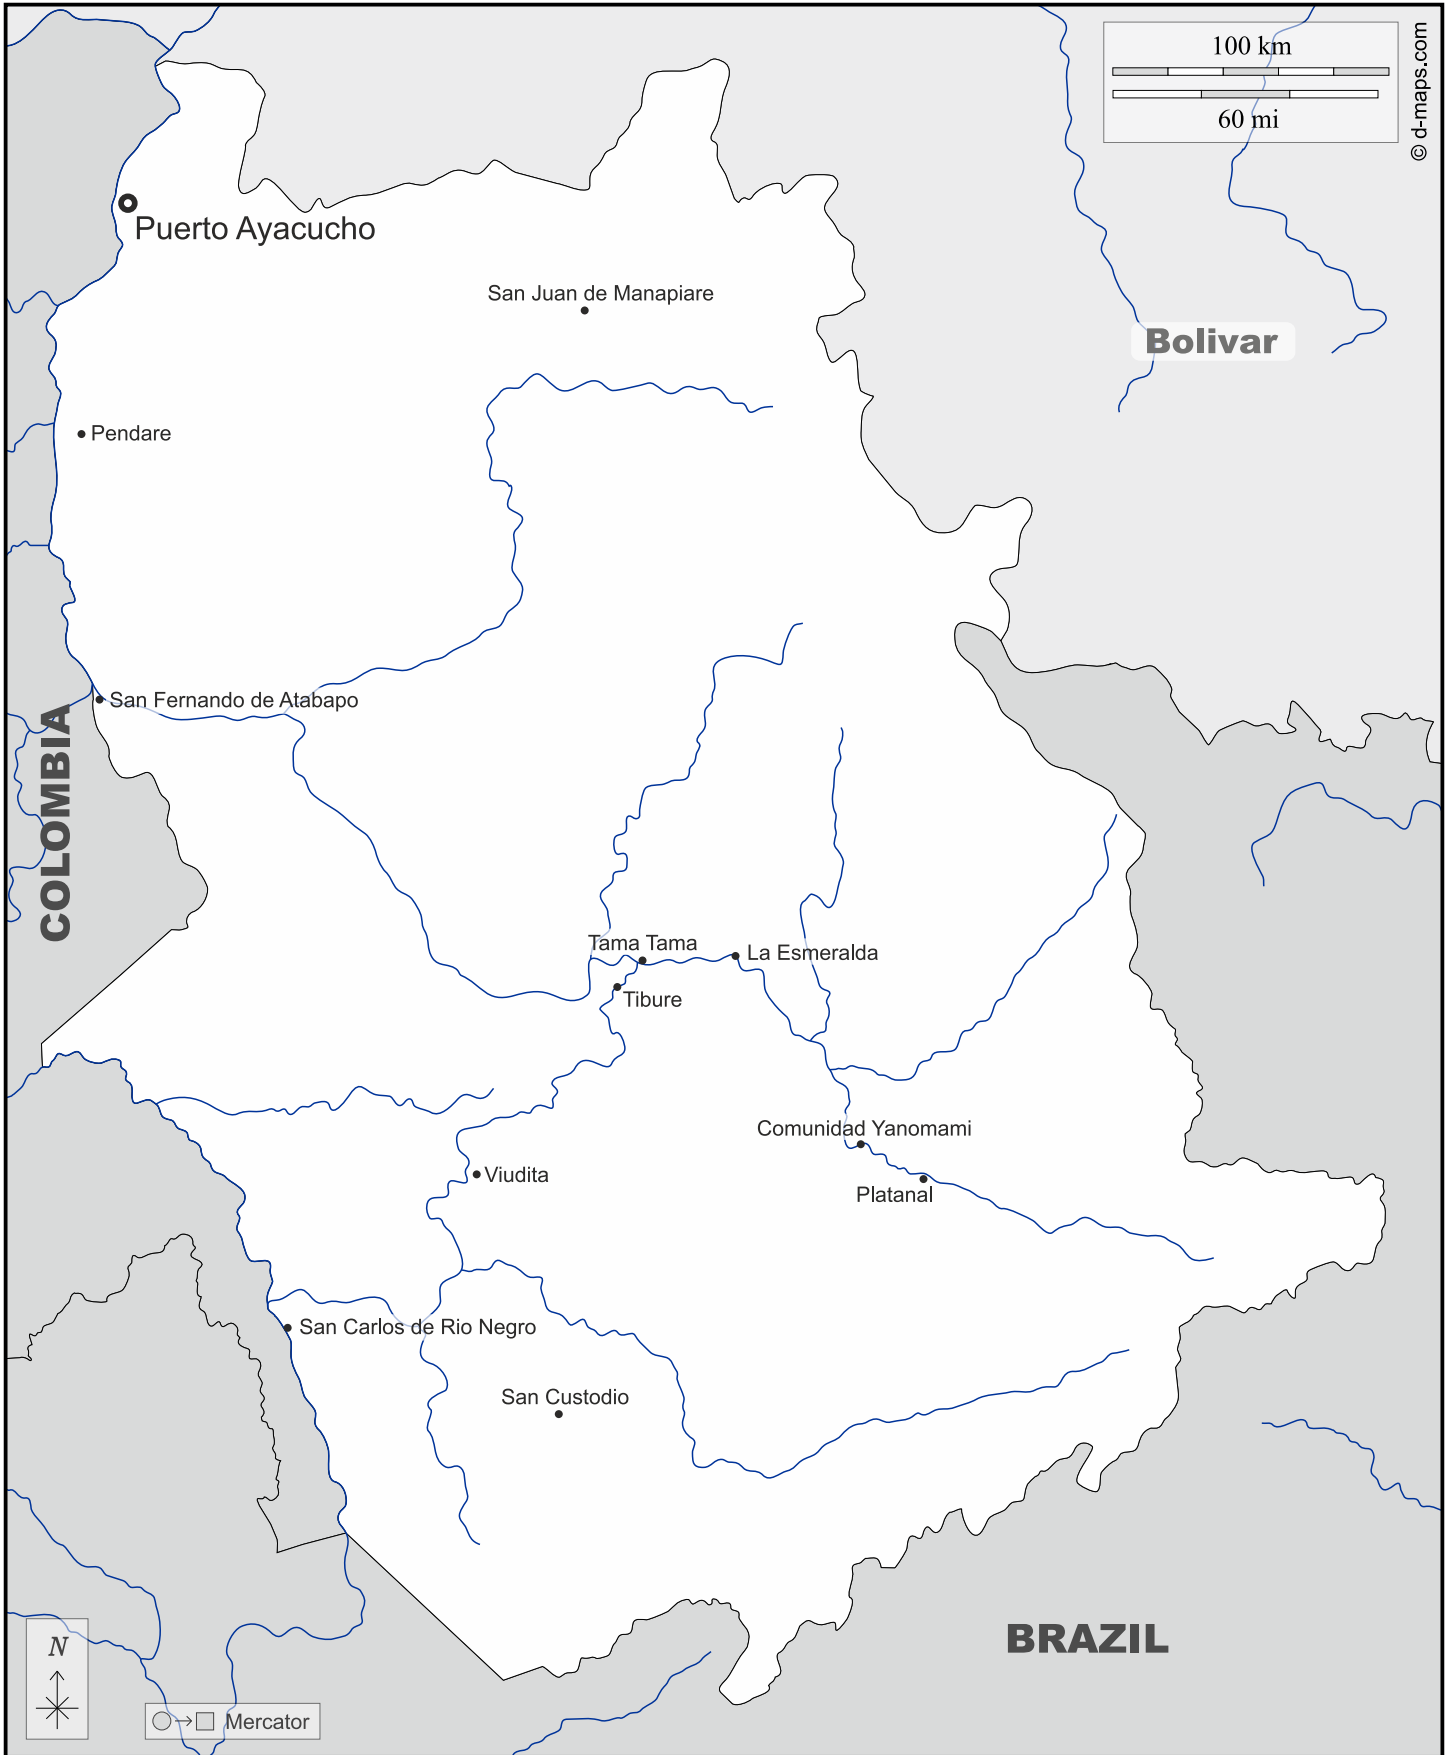 100 km
60 mi
© d-maps.com
Puerto Ayacucho
San Juan de Manapiare
Bolivar
Pendare
San Fernando de Atabapo
COLOMBIA
Tama Tama
La Esmeralda
Tibure
Comunidad Yanomami
Viudita
Platanal
San Carlos de Rio Negro
San Custodio
BRAZIL
N
Mercator